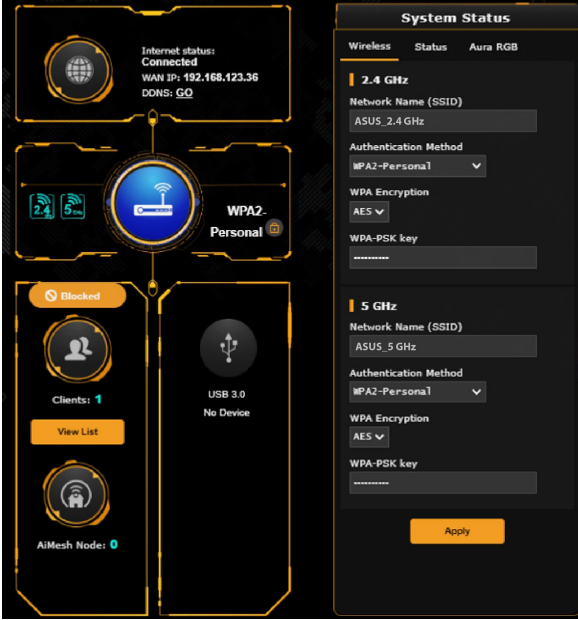 Internet status:
Connected
WAN IP: 192.168.123.36
DDNS: GO
2.4
5 GHz
WPA2-
Personal
Blocked
Clients: 1
View List
AiMesh Node: 0
USB 3.0
No Device
System Status
Wireless Status Aura RGB
2.4 GHz
Network Name (SSID)
ASUS_2.4 GHz
Authentication Method
WPA2-Personal
WPA Encryption
AES
WPA-PSK key
----------
5 GHz
Network Name (SSID)
ASUS_5 GHz
Authentication Method
WPA2-Personal
WPA Encryption
AES
WPA-PSK key
----------
Apply